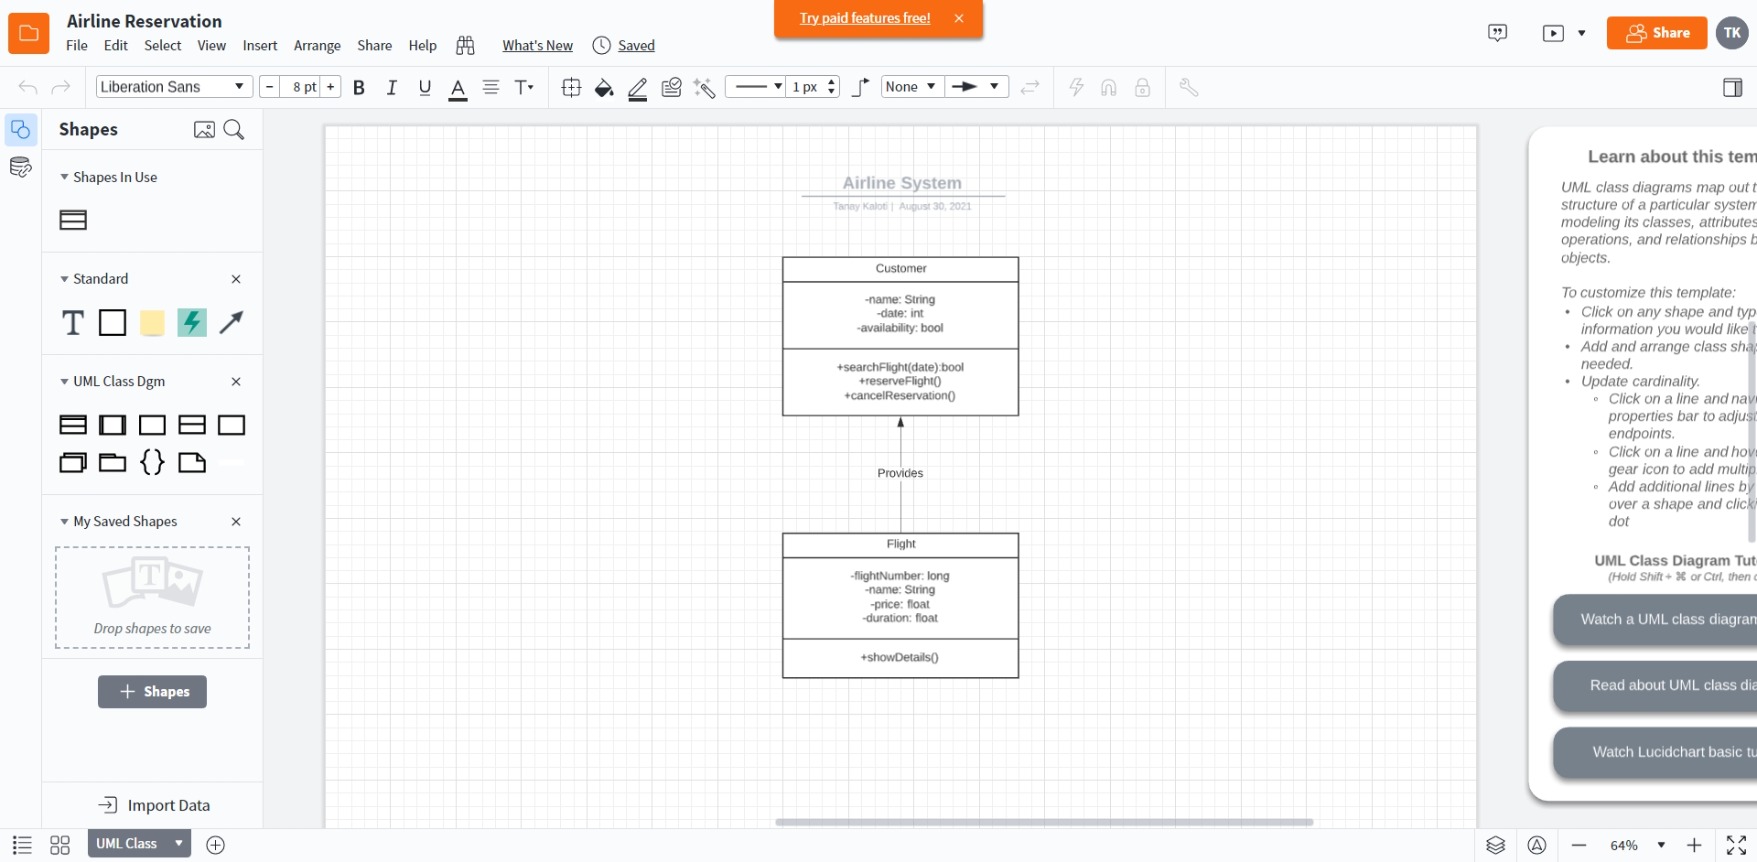 Airline Reservation
Try paid features free!
File Edit Select View Insert Arrange Share Help What's New Saved
Share
TK
Liberation Sans
- 8 pt +
B I U A T
1 px
None
Shapes
Shapes In Use
Standard
T
UML Class Dgm
My Saved Shapes
T
Drop shapes to save
+ Shapes
Import Data
Airline System
Tanay Kaloti | August 30, 2021
Customer
-name: String
-date: int
-availability: bool
+searchFlight(date):bool
+reserveFlight()
+cancelReservation()
Provides
Flight
-flightNumber: long
-name: String
-price: float
-duration: float
+showDetails()
Learn about this tem
UML class diagrams map out t
structure of a particular system
modeling its classes, attributes
operations, and relationships b
objects.
To customize this template:
• Click on any shape and typ
information you would like t
• Add and arrange class sha
needed.
• Update cardinality.
◦ Click on a line and nav
properties bar to adjus
endpoints.
◦ Click on a line and hov
gear icon to add multip
◦ Add additional lines by
over a shape and click
dot
UML Class Diagram Tut
(Hold Shift + ⌘ or Ctrl, then c
Watch a UML class diagram
Read about UML class dia
Watch Lucidchart basic tu
UML Class
64%